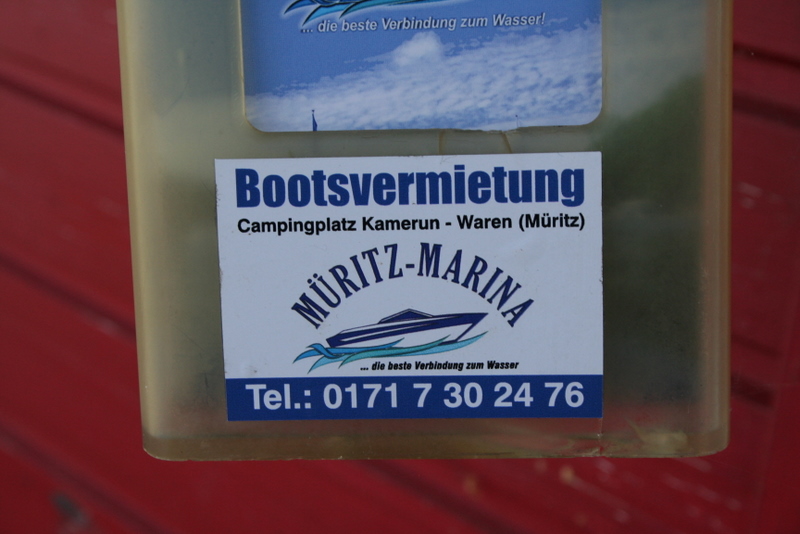 ... die beste Verbindung zum Wasser!
Bootsvermietung
Campingplatz Kamerun - Waren (Müritz)
MÜRITZ-MARINA
... die beste Verbindung zum Wasser
Tel.: 0171 7 30 24 76